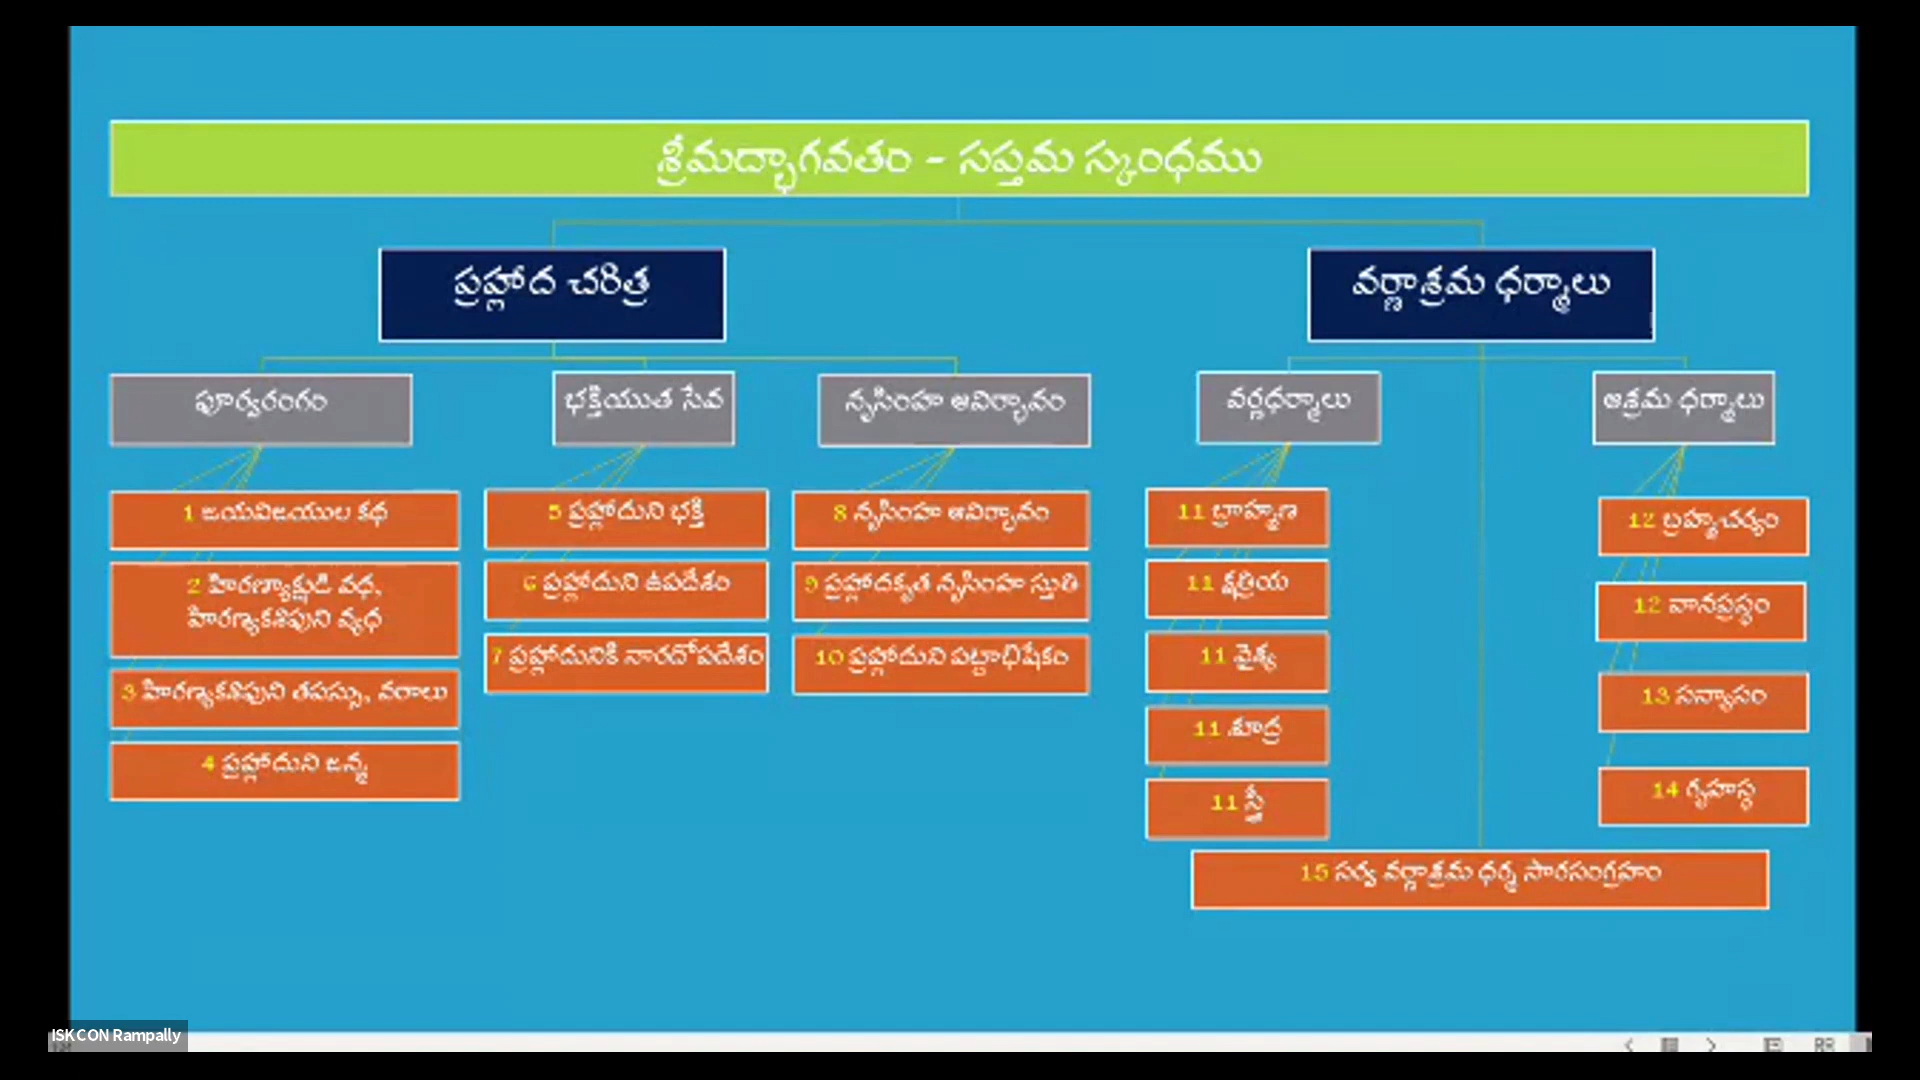 శ్రీమద్భాగవతం - సప్తమ స్కంధము
ప్రహ్లాద చరిత్ర
వర్ణాశ్రమ ధర్మాలు
పూర్వరంగం
భక్తియుత సేవ
నృసింహ ఆవిర్భావం
వర్ణధర్మాలు
ఆశ్రమ ధర్మాలు
1 జయవిజయుల కథ
2 హిరణ్యాక్షుడి వధ,
హిరణ్యకశిపుని వ్యధ
3 హిరణ్యకశిపుని తపస్సు, వరాలు
4 ప్రహ్లాదుని జన్మ
5 ప్రహ్లాదుని భక్తి
6 ప్రహ్లాదుని ఉపదేశం
7 ప్రహ్లాదునికి నారదోపదేశం
8 నృసింహ ఆవిర్భావం
9 ప్రహ్లాదకృత నృసింహ స్తుతి
10 ప్రహ్లాదుని పట్టాభిషేకం
11 బ్రాహ్మణ
11 క్షత్రియ
11 వైశ్య
11 శూద్ర
11 స్త్రీ
12 బ్రహ్మచర్యం
12 వానప్రస్థం
13 సన్యాసం
14 గృహస్థ
15 సర్వ వర్ణాశ్రమ ధర్మ సారసంగ్రహం
ISKCON Rampally